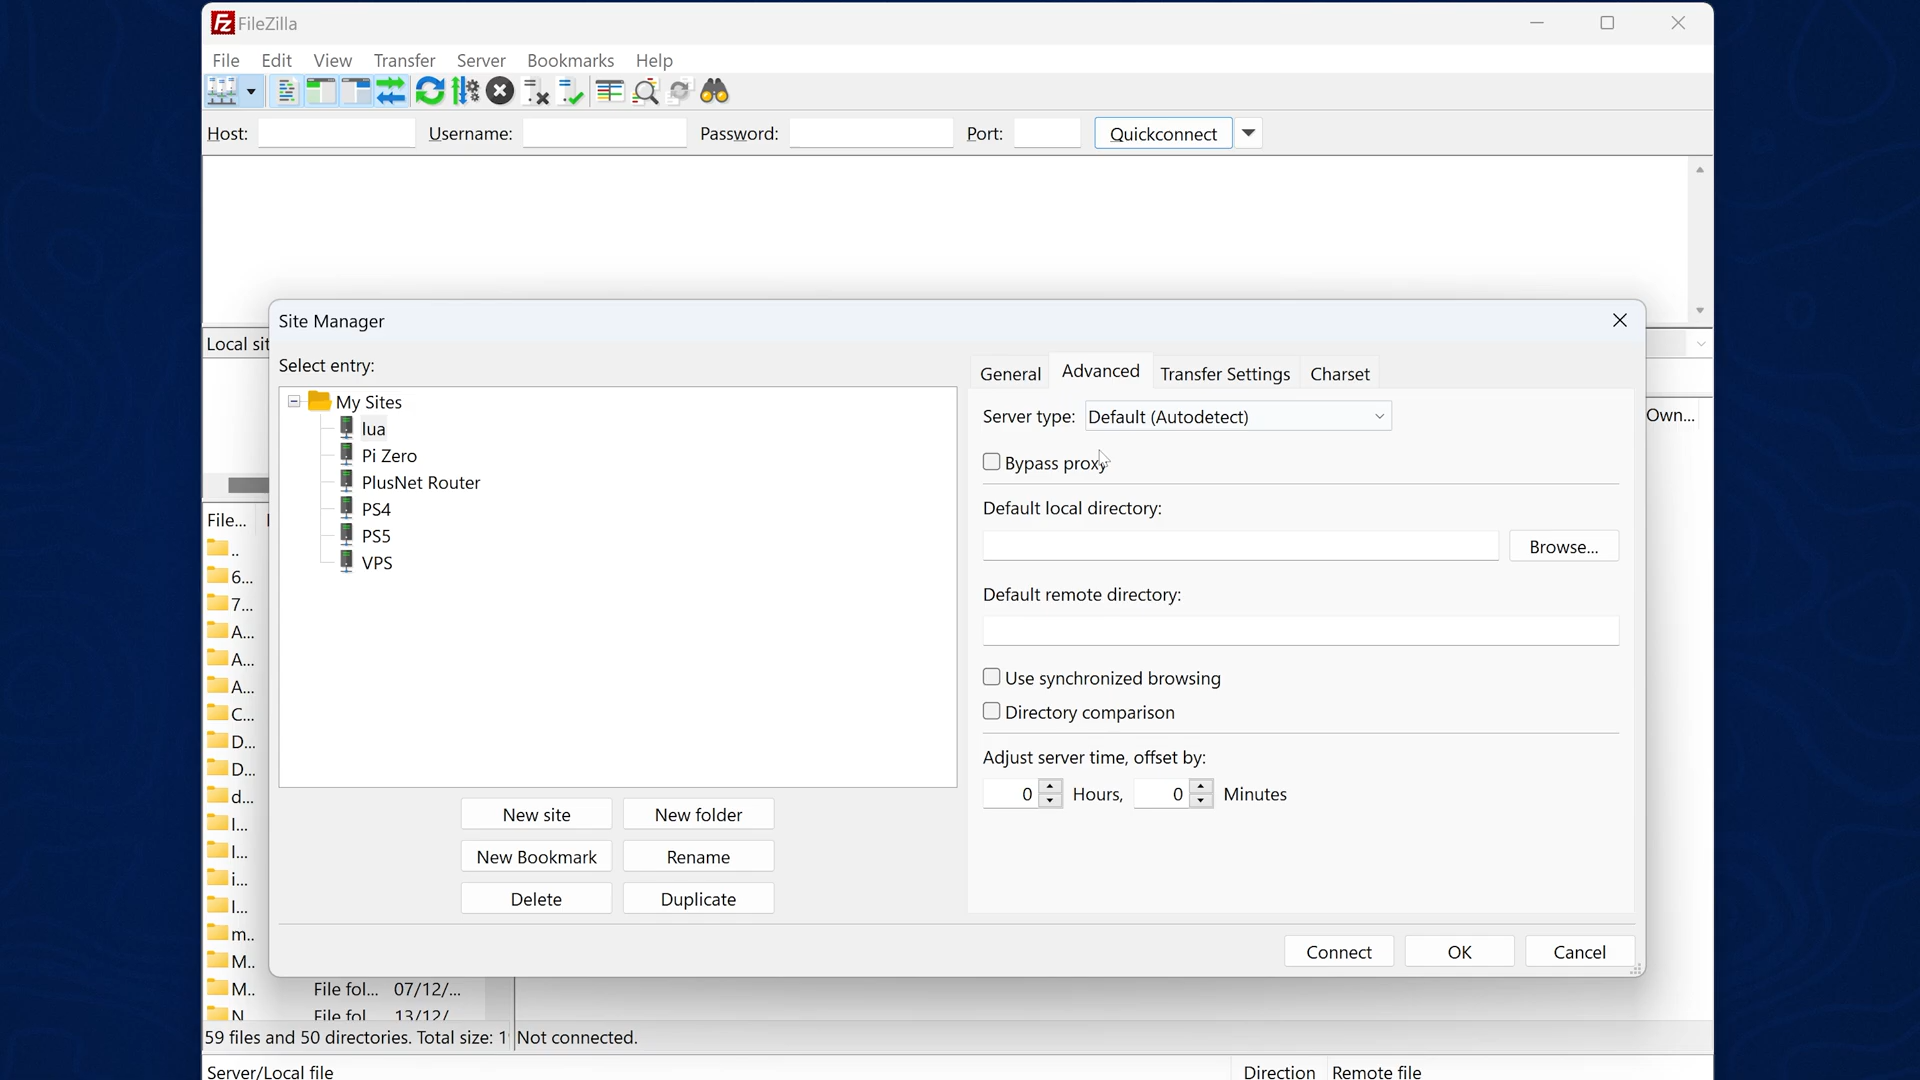 FileZilla
File Edit View Transfer Server Bookmarks Help
Host: Username: Password: Port: Quickconnect
Local sit
Site Manager
Select entry:
My Sites
lua
Pi Zero
PlusNet Router
PS4
PS5
VPS
New site New folder
New Bookmark Rename
Delete Duplicate
General Advanced Transfer Settings Charset
Server type: Default (Autodetect)
Bypass proxy
Default local directory:
Browse...
Default remote directory:
Use synchronized browsing
Directory comparison
Adjust server time, offset by:
0 Hours, 0 Minutes
Connect OK Cancel
Own...
File...
..
6...
7...
A...
A...
A...
C...
D...
D...
d...
I...
I...
i...
I...
m..
M..
M.. File fol... 07/12/...
N File fol 13/12/
59 files and 50 directories. Total size: 1 Not connected.
Server/Local file Direction Remote file